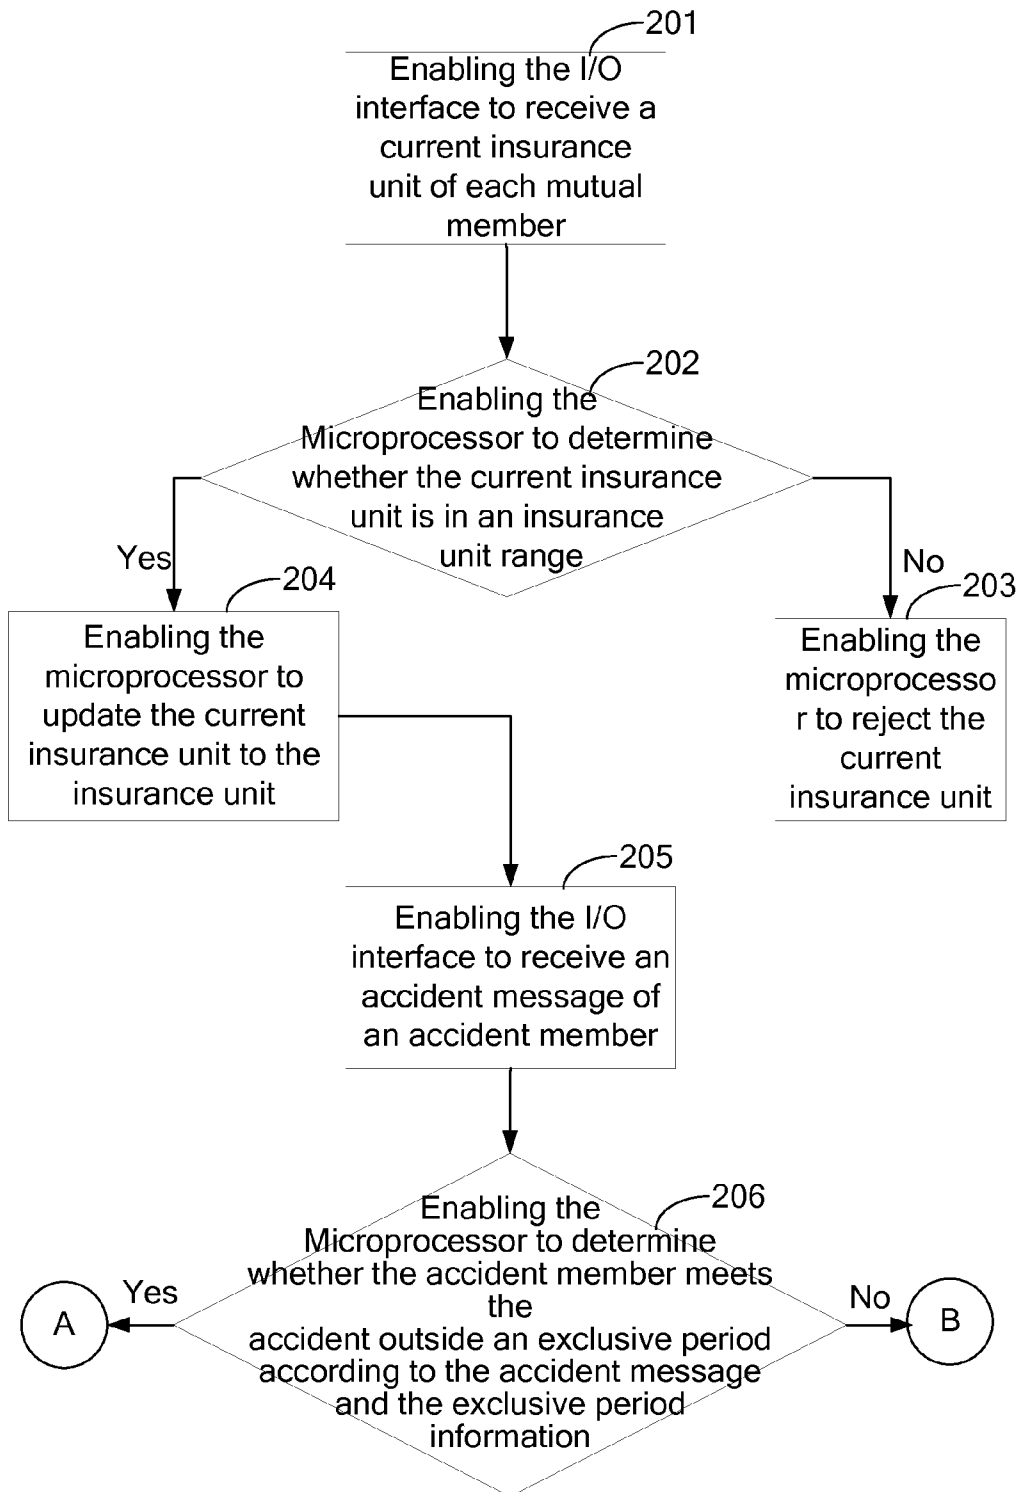 201
Enabling the I/O
interface to receive a
current insurance
unit of each mutual
member
202
Enabling the
Microprocessor to determine
whether the current insurance
unit is in an insurance
unit range
Yes
No
204
Enabling the
microprocessor to
update the current
insurance unit to the
insurance unit
203
Enabling the
microprocesso
r to reject the
current
insurance unit
205
Enabling the I/O
interface to receive an
accident message of
an accident member
206
Enabling the
Microprocessor to determine
whether the accident member meets
the
accident outside an exclusive period
according to the accident message
and the exclusive period
information
Yes
A
No
B